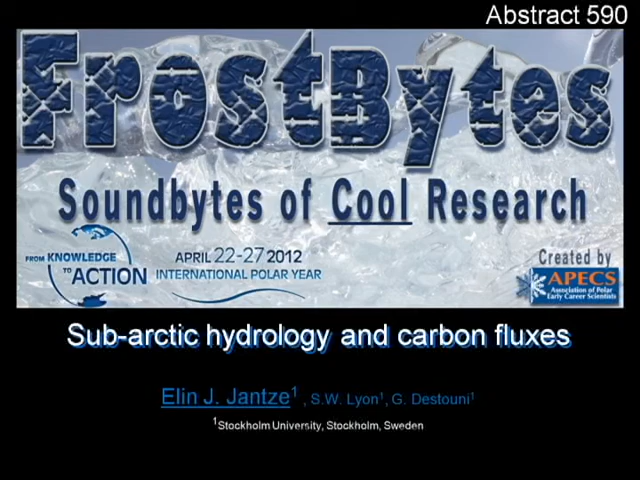 Abstract 590
FrostBytes
Soundbytes of Cool Research
FROM KNOWLEDGE
TO ACTION
APRIL 22-27 2012
INTERNATIONAL POLAR YEAR
Created by
APECS
Association of Polar
Early Career Scientists
Sub-arctic hydrology and carbon fluxes
Elin J. Jantze¹ , S.W. Lyon¹, G. Destouni¹
¹Stockholm University, Stockholm, Sweden